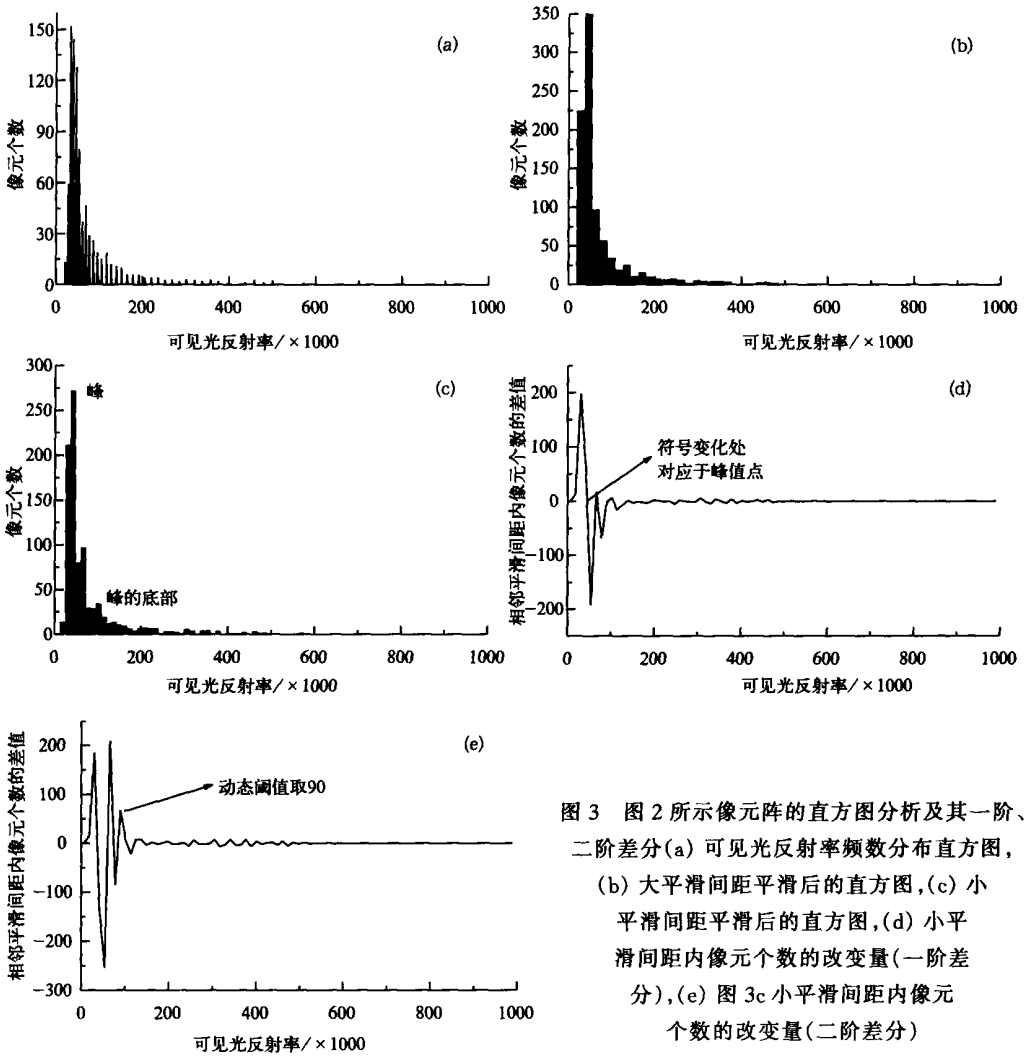 (a)
150
120
90
60
30
0
像元个数
0 200 400 600 800 1000
可见光反射率/×1000
(b)
350
300
250
200
150
100
50
0
像元个数
0 200 400 600 800 1000
可见光反射率/×1000
(c)
300
250
200
150
100
50
0
像元个数
峰
峰的底部
0 200 400 600 800 1000
可见光反射率/×1000
(d)
200
100
0
-100
-200
相邻平滑间距内像元个数的差值
符号变化处
对应于峰值点
0 200 400 600 800 1000
可见光反射率/×1000
(e)
200
100
0
-100
-200
-300
相邻平滑间距内像元个数的差值
动态阈值取90
0 200 400 600 800 1000
可见光反射率/×1000
图3 图2所示像元阵的直方图分析及其一阶、
二阶差分(a) 可见光反射率频数分布直方图,
(b) 大平滑间距平滑后的直方图,(c) 小
平滑间距平滑后的直方图,(d) 小平
滑间距内像元个数的改变量(一阶差
分),(e) 图3c小平滑间距内像元
个数的改变量(二阶差分)